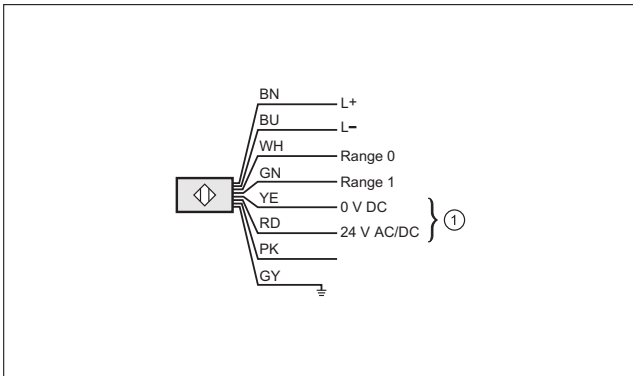 BN L+
BU L–
WH Range 0
GN Range 1
YE 0 V DC
RD 24 V AC/DC
1
PK
GY